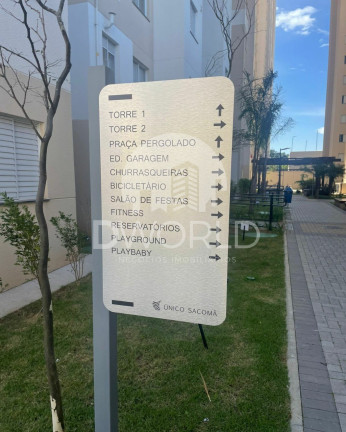 TORRE 1
TORRE 2
PRAÇA PERGOLADO
ED. GARAGEM
CHURRASQUEIRAS
BICICLETÁRIO
SALÃO DE FESTAS
FITNESS
RESERVATÓRIOS
PLAYGROUND
PLAYBABY
DWORLD
ÚNICO SACOMÃ